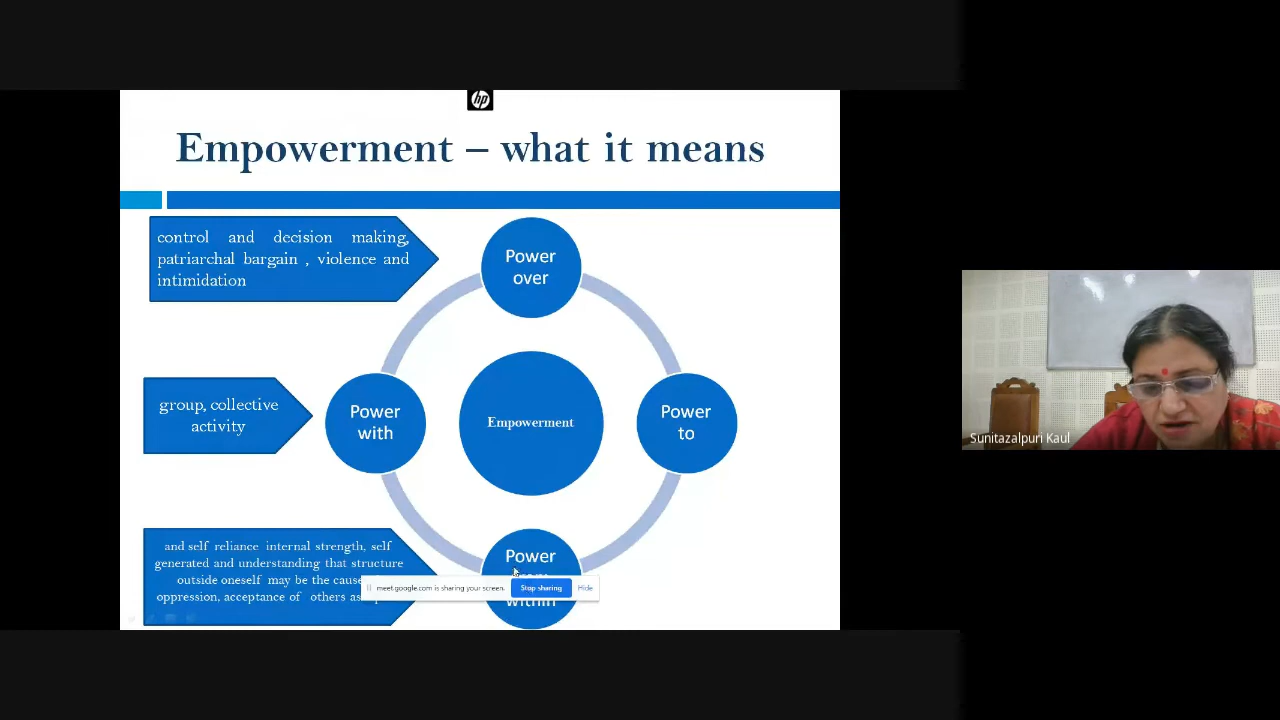 hp
Empowerment – what it means
control and decision making,
patriarchal bargain , violence and
intimidation
Power
over
group, collective
activity
Power
with
Empowerment
Power
to
and self reliance internal strength, self
generated and understanding that structure
outside oneself may be the cause
oppression, acceptance of others as
Power
within
meet.google.com is sharing your screen.
Stop sharing
Hide
Sunitazalpuri Kaul